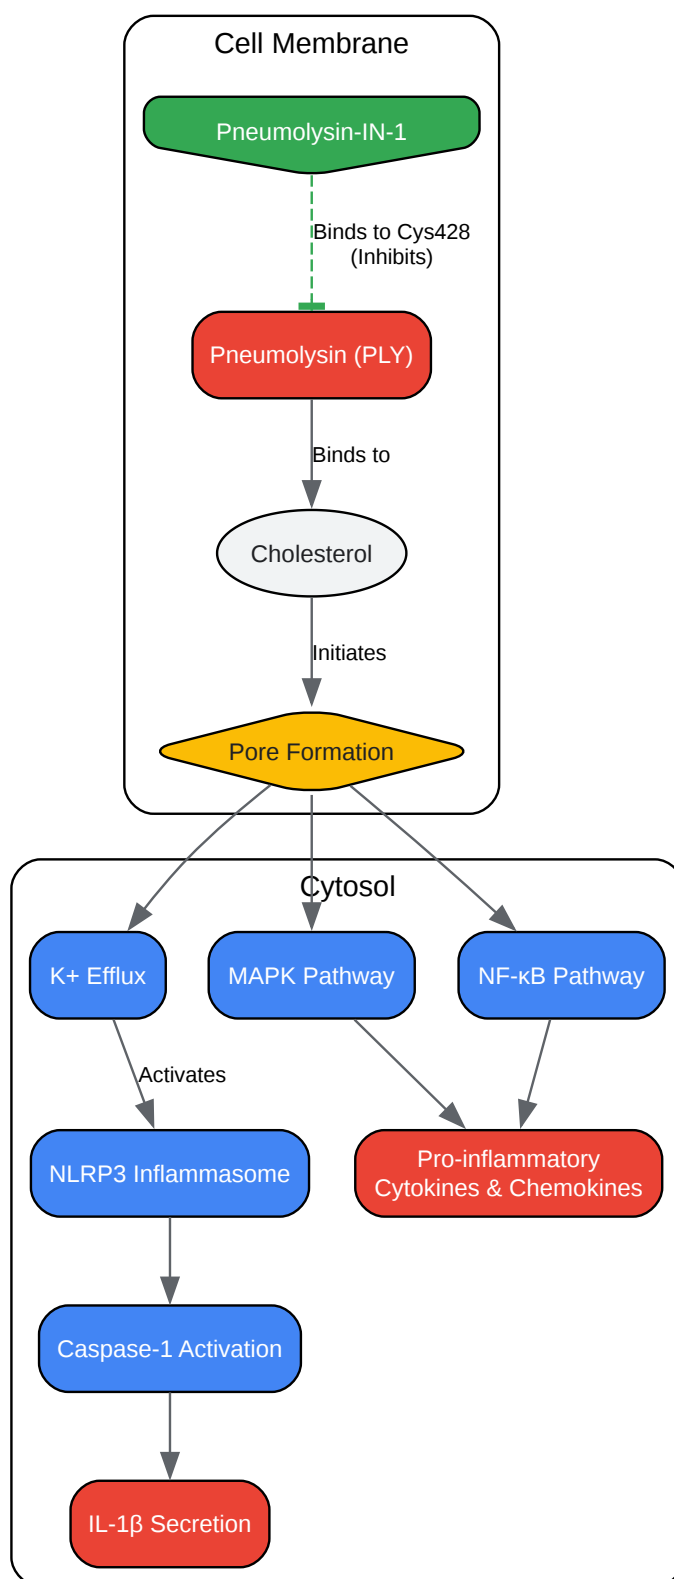 Cell Membrane
Pneumolysin-IN-1
Binds to Cys428
(Inhibits)
Pneumolysin (PLY)
Binds to
Cholesterol
Initiates
Pore Formation
Cytosol
K+ Efflux
MAPK Pathway
NF-κB Pathway
Activates
NLRP3 Inflammasome
Pro-inflammatory
Cytokines & Chemokines
Caspase-1 Activation
IL-1β Secretion